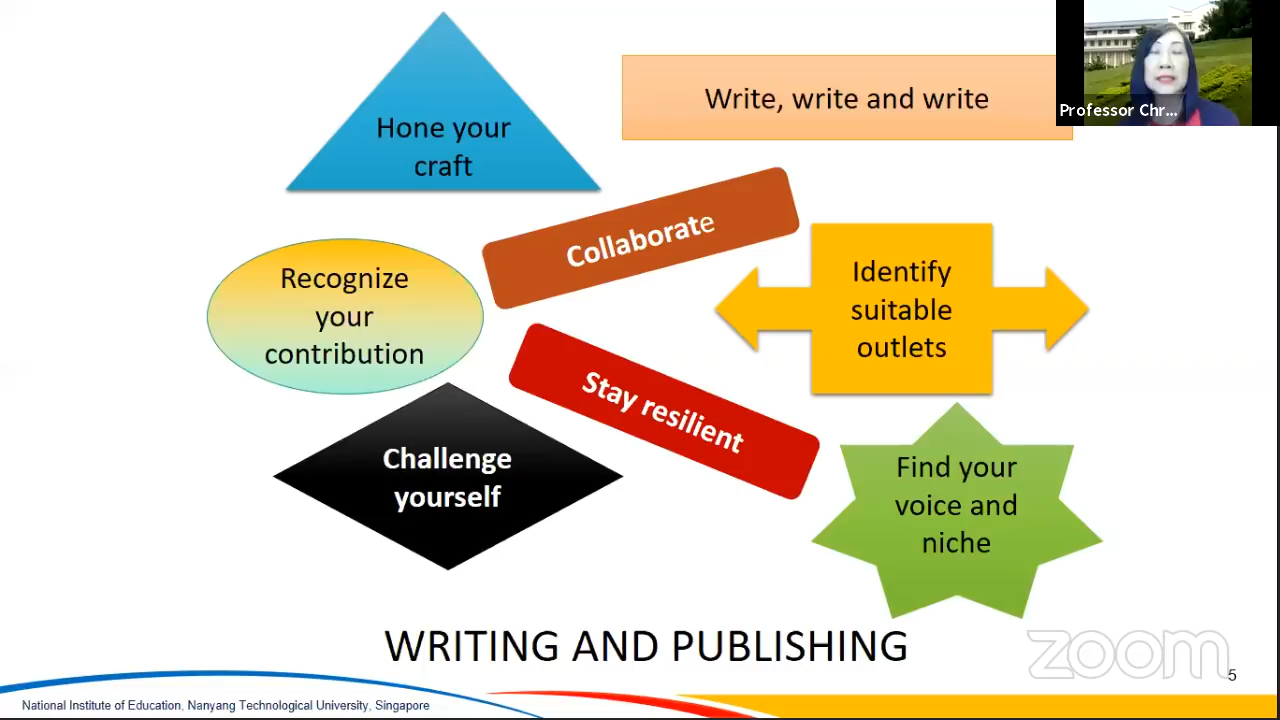 Hone your
craft
Write, write and write
Professor Chr...
Collaborate
Recognize
your
contribution
Identify
suitable
outlets
Stay resilient
Challenge
yourself
Find your
voice and
niche
WRITING AND PUBLISHING
zoom
5
National Institute of Education, Nanyang Technological University, Singapore